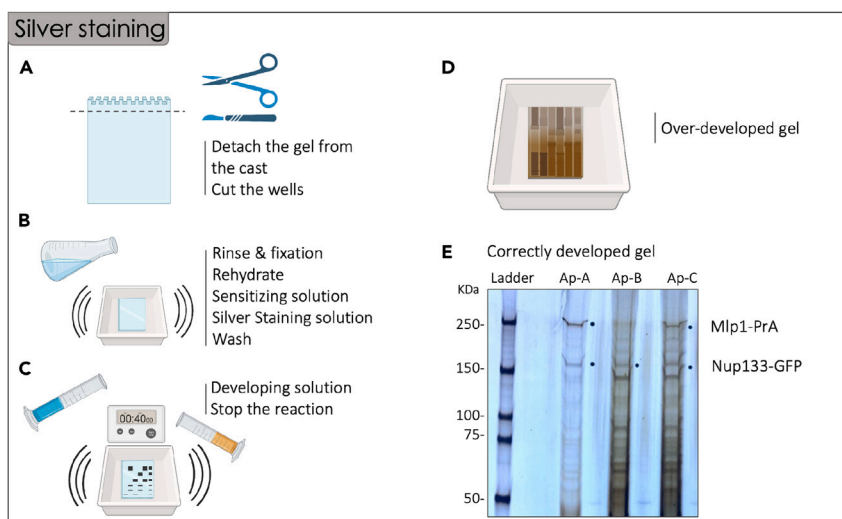 Silver staining
A
Detach the gel from
the cast
Cut the wells
B
Rinse & fixation
Rehydrate
Sensitizing solution
Silver Staining solution
Wash
C
Developing solution
Stop the reaction
00:4000
D
Over-developed gel
E Correctly developed gel
Ladder Ap-A Ap-B Ap-C
KDa
250-
Mlp1-PrA
150-
Nup133-GFP
100-
75-
50-